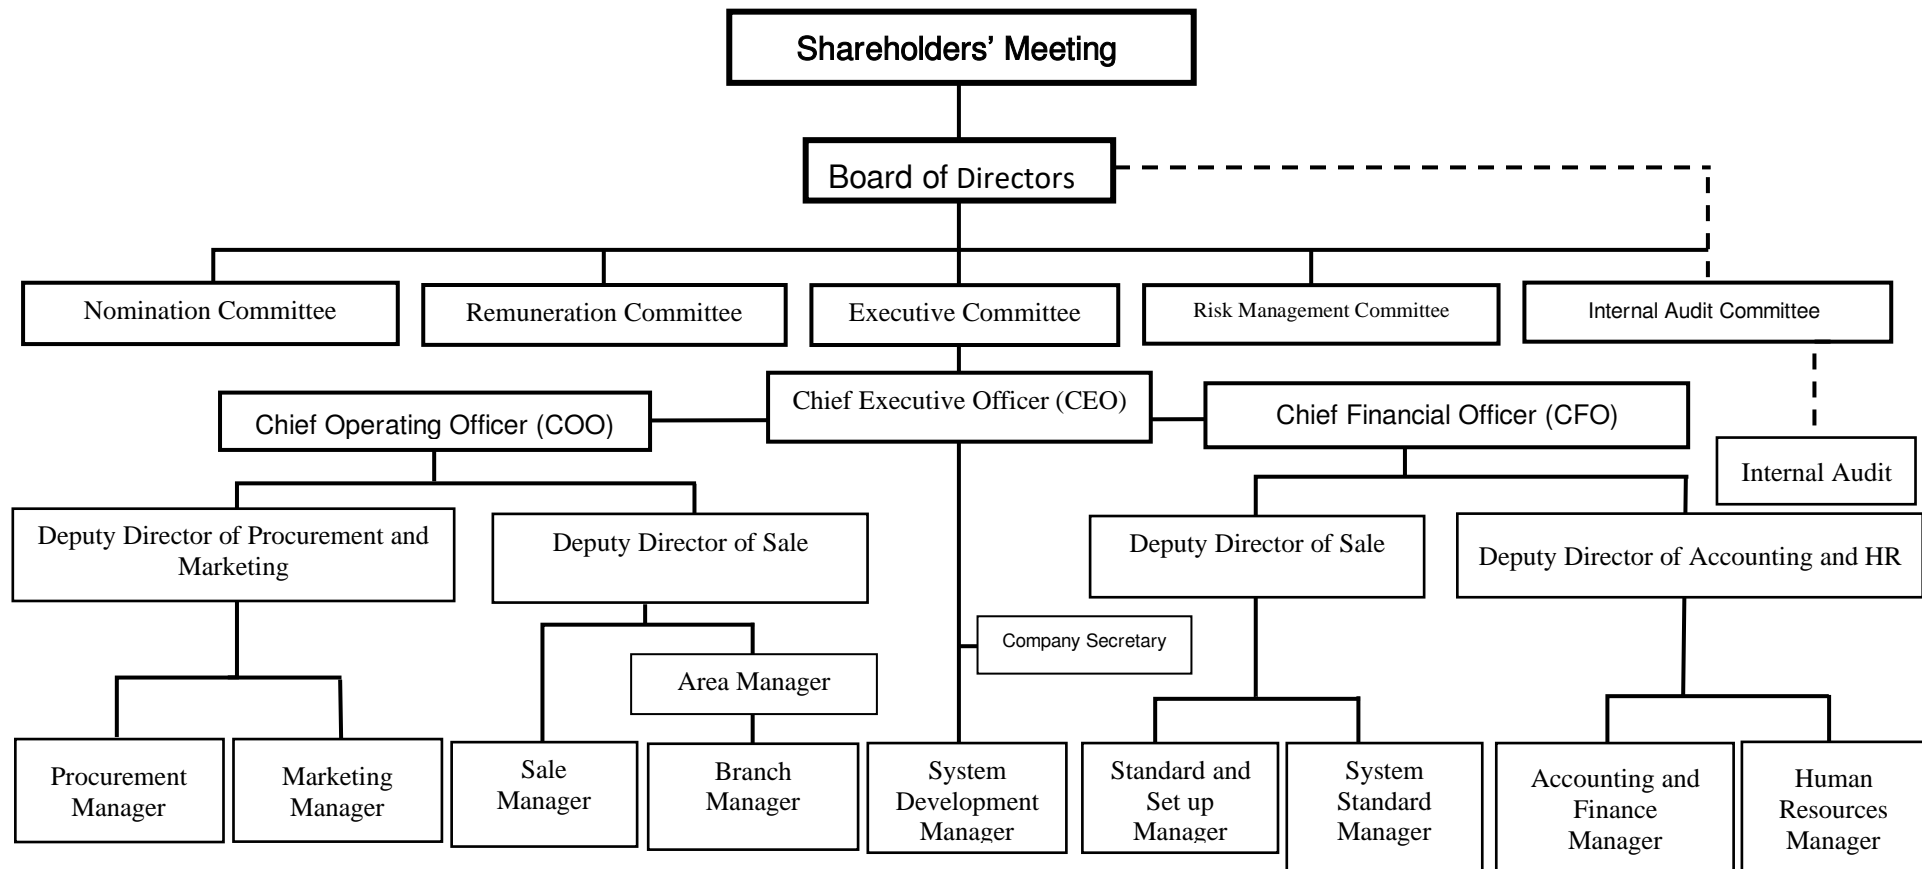 Shareholders’ Meeting
Board of Directors
Nomination Committee
Remuneration Committee
Executive Committee
Risk Management Committee
Internal Audit Committee
Chief Operating Officer (COO)
Chief Executive Officer (CEO)
Chief Financial Officer (CFO)
Internal Audit
Deputy Director of Procurement and
Marketing
Deputy Director of Sale
Deputy Director of Sale
Deputy Director of Accounting and HR
Company Secretary
Area Manager
Procurement
Manager
Marketing
Manager
Sale
Manager
Branch
Manager
System
Development
Manager
Standard and
Set up
Manager
System
Standard
Manager
Accounting and
Finance
Manager
Human
Resources
Manager